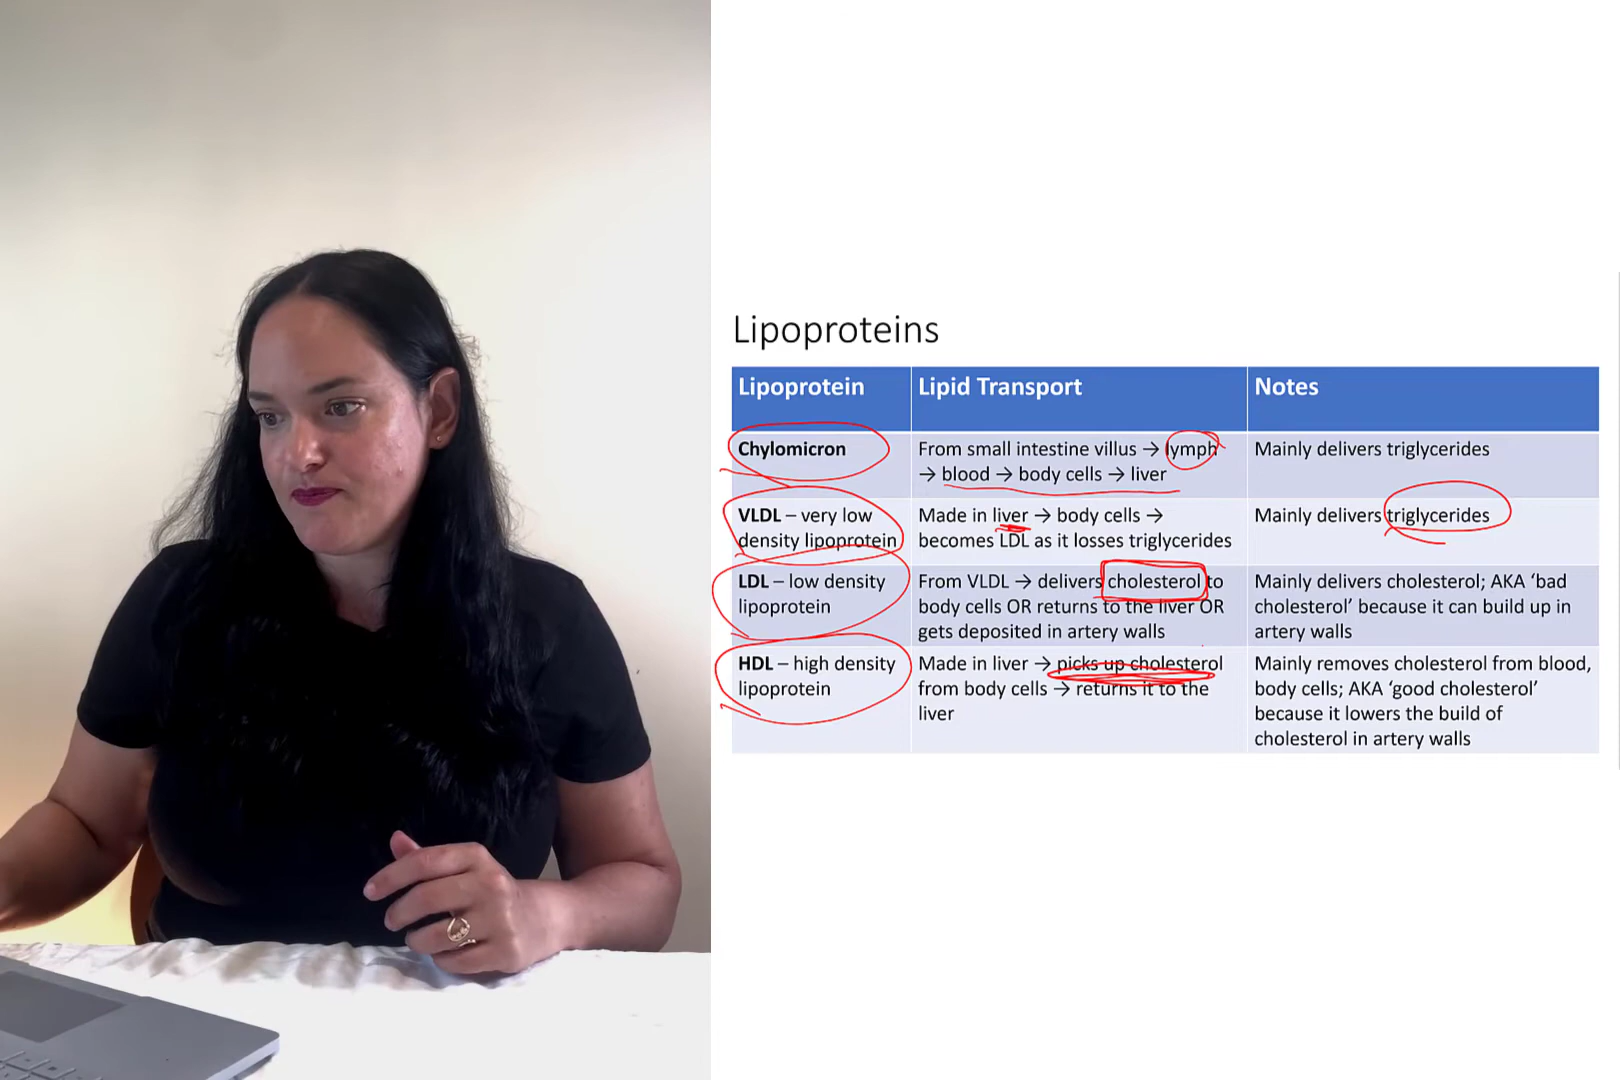 Lipoproteins
Lipoprotein
Lipid Transport
Notes
Chylomicron
From small intestine villus → lymph
→ blood → body cells → liver
Mainly delivers triglycerides
VLDL – very low
density lipoprotein
Made in liver → body cells →
becomes LDL as it losses triglycerides
Mainly delivers triglycerides
LDL – low density
lipoprotein
From VLDL → delivers cholesterol to
body cells OR returns to the liver OR
gets deposited in artery walls
Mainly delivers cholesterol; AKA ‘bad
cholesterol’ because it can build up in
artery walls
HDL – high density
lipoprotein
Made in liver → picks up cholesterol
from body cells → returns it to the
liver
Mainly removes cholesterol from blood,
body cells; AKA ‘good cholesterol’
because it lowers the build of
cholesterol in artery walls